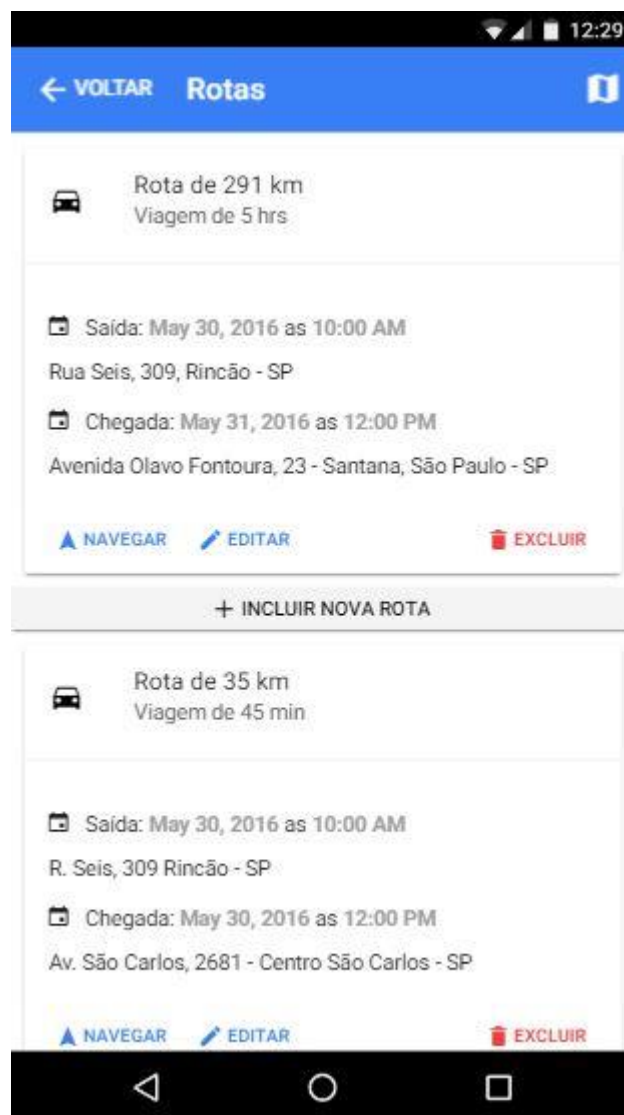 12:29
VOLTAR Rotas
Rota de 291 km
Viagem de 5 hrs
Saída: May 30, 2016 as 10:00 AM
Rua Seis, 309, Rincão - SP
Chegada: May 31, 2016 as 12:00 PM
Avenida Olavo Fontoura, 23 - Santana, São Paulo - SP
NAVEGAR EDITAR EXCLUIR
+ INCLUIR NOVA ROTA
Rota de 35 km
Viagem de 45 min
Saída: May 30, 2016 as 10:00 AM
R. Seis, 309 Rincão - SP
Chegada: May 30, 2016 as 12:00 PM
Av. São Carlos, 2681 - Centro São Carlos - SP
NAVEGAR EDITAR EXCLUIR